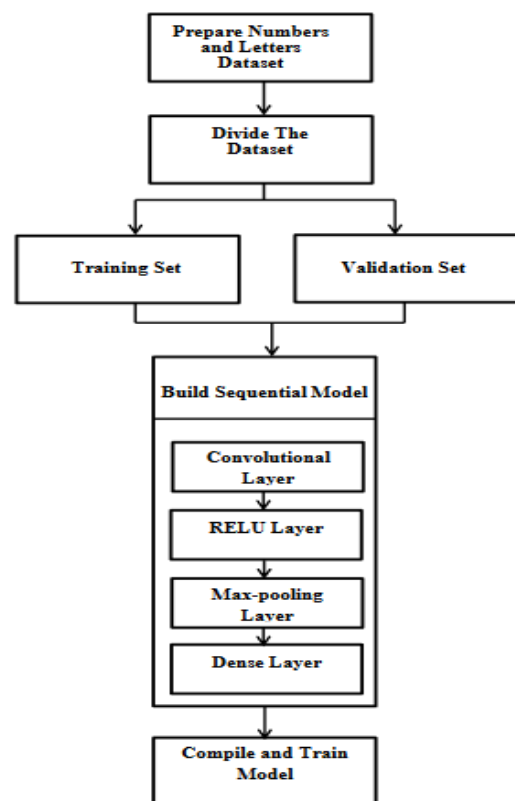 Prepare Numbers
and Letters
Dataset
Divide The
Dataset
Training Set
Validation Set
Build Sequential Model
Convolutional
Layer
RELU Layer
Max-pooling
Layer
Dense Layer
Compile and Train
Model